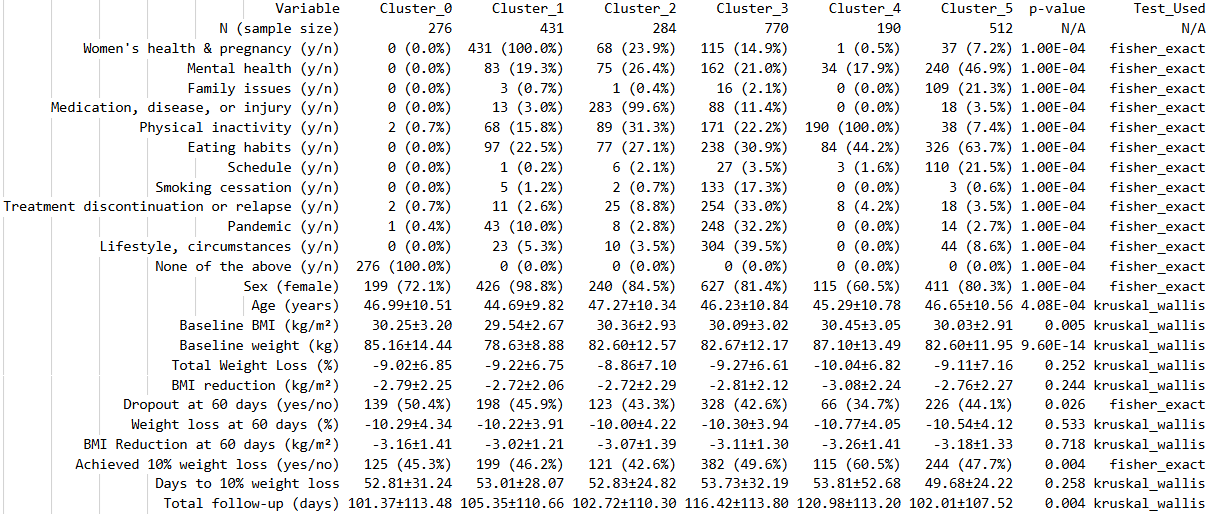 Variable Cluster_0 Cluster_1 Cluster_2 Cluster_3 Cluster_4 Cluster_5 p-value Test_Used
N (sample size) 276 431 284 770 190 512 N/A N/A
Women's health & pregnancy (y/n) 0 (0.0%) 431 (100.0%) 68 (23.9%) 115 (14.9%) 1 (0.5%) 37 (7.2%) 1.00E-04 fisher_exact
Mental health (y/n) 0 (0.0%) 83 (19.3%) 75 (26.4%) 162 (21.0%) 34 (17.9%) 240 (46.9%) 1.00E-04 fisher_exact
Family issues (y/n) 0 (0.0%) 3 (0.7%) 1 (0.4%) 16 (2.1%) 0 (0.0%) 109 (21.3%) 1.00E-04 fisher_exact
Medication, disease, or injury (y/n) 0 (0.0%) 13 (3.0%) 283 (99.6%) 88 (11.4%) 0 (0.0%) 18 (3.5%) 1.00E-04 fisher_exact
Physical inactivity (y/n) 2 (0.7%) 68 (15.8%) 89 (31.3%) 171 (22.2%) 190 (100.0%) 38 (7.4%) 1.00E-04 fisher_exact
Eating habits (y/n) 0 (0.0%) 97 (22.5%) 77 (27.1%) 238 (30.9%) 84 (44.2%) 326 (63.7%) 1.00E-04 fisher_exact
Schedule (y/n) 0 (0.0%) 1 (0.2%) 6 (2.1%) 27 (3.5%) 3 (1.6%) 110 (21.5%) 1.00E-04 fisher_exact
Smoking cessation (y/n) 0 (0.0%) 5 (1.2%) 2 (0.7%) 133 (17.3%) 0 (0.0%) 3 (0.6%) 1.00E-04 fisher_exact
Treatment discontinuation or relapse (y/n) 2 (0.7%) 11 (2.6%) 25 (8.8%) 254 (33.0%) 8 (4.2%) 18 (3.5%) 1.00E-04 fisher_exact
Pandemic (y/n) 1 (0.4%) 43 (10.0%) 8 (2.8%) 248 (32.2%) 0 (0.0%) 14 (2.7%) 1.00E-04 fisher_exact
Lifestyle, circumstances (y/n) 0 (0.0%) 23 (5.3%) 10 (3.5%) 304 (39.5%) 0 (0.0%) 44 (8.6%) 1.00E-04 fisher_exact
None of the above (y/n) 276 (100.0%) 0 (0.0%) 0 (0.0%) 0 (0.0%) 0 (0.0%) 0 (0.0%) 1.00E-04 fisher_exact
Sex (female) 199 (72.1%) 426 (98.8%) 240 (84.5%) 627 (81.4%) 115 (60.5%) 411 (80.3%) 1.00E-04 fisher_exact
Age (years) 46.99±10.51 44.69±9.82 47.27±10.34 46.23±10.84 45.29±10.78 46.65±10.56 4.08E-04 kruskal_wallis
Baseline BMI (kg/m²) 30.25±3.20 29.54±2.67 30.36±2.93 30.09±3.02 30.45±3.05 30.03±2.91 0.005 kruskal_wallis
Baseline weight (kg) 85.16±14.44 78.63±8.88 82.60±12.57 82.67±12.17 87.10±13.49 82.60±11.95 9.60E-14 kruskal_wallis
Total Weight Loss (%) -9.02±6.85 -9.22±6.75 -8.86±7.10 -9.27±6.61 -10.04±6.82 -9.11±7.16 0.252 kruskal_wallis
BMI reduction (kg/m²) -2.79±2.25 -2.72±2.06 -2.72±2.29 -2.81±2.12 -3.08±2.24 -2.76±2.27 0.244 kruskal_wallis
Dropout at 60 days (yes/no) 139 (50.4%) 198 (45.9%) 123 (43.3%) 328 (42.6%) 66 (34.7%) 226 (44.1%) 0.026 fisher_exact
Weight loss at 60 days (%) -10.29±4.34 -10.22±3.91 -10.00±4.22 -10.30±3.94 -10.77±4.05 -10.54±4.12 0.533 kruskal_wallis
BMI Reduction at 60 days (kg/m²) -3.16±1.41 -3.02±1.21 -3.07±1.39 -3.11±1.30 -3.26±1.41 -3.18±1.33 0.718 kruskal_wallis
Achieved 10% weight loss (yes/no) 125 (45.3%) 199 (46.2%) 121 (42.6%) 382 (49.6%) 115 (60.5%) 244 (47.7%) 0.004 fisher_exact
Days to 10% weight loss 52.81±31.24 53.01±28.07 52.83±24.82 53.73±32.19 53.81±52.68 49.68±24.22 0.258 kruskal_wallis
Total follow-up (days) 101.37±113.48 105.35±110.66 102.72±110.30 116.42±113.80 120.98±113.20 102.01±107.52 0.004 kruskal_wallis